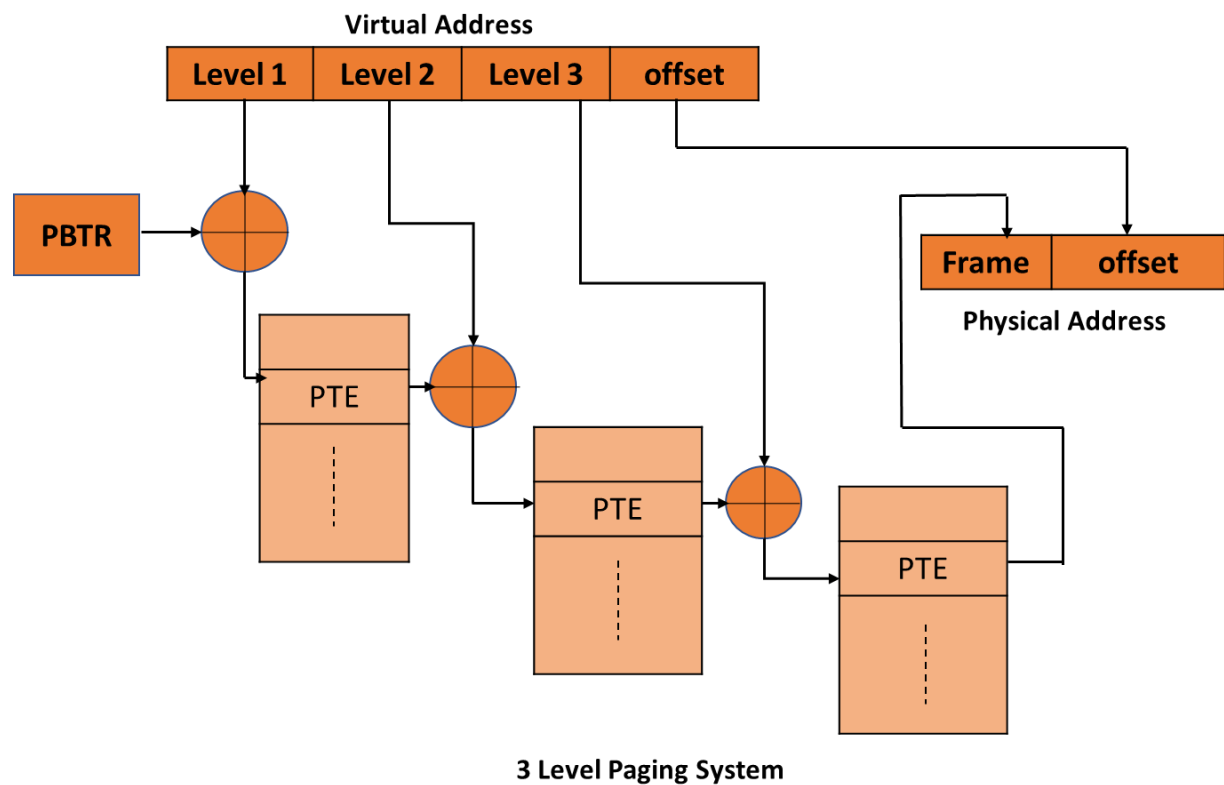 Virtual Address
Level 1 Level 2 Level 3 offset
PBTR
Frame offset
Physical Address
PTE
PTE
PTE
3 Level Paging System